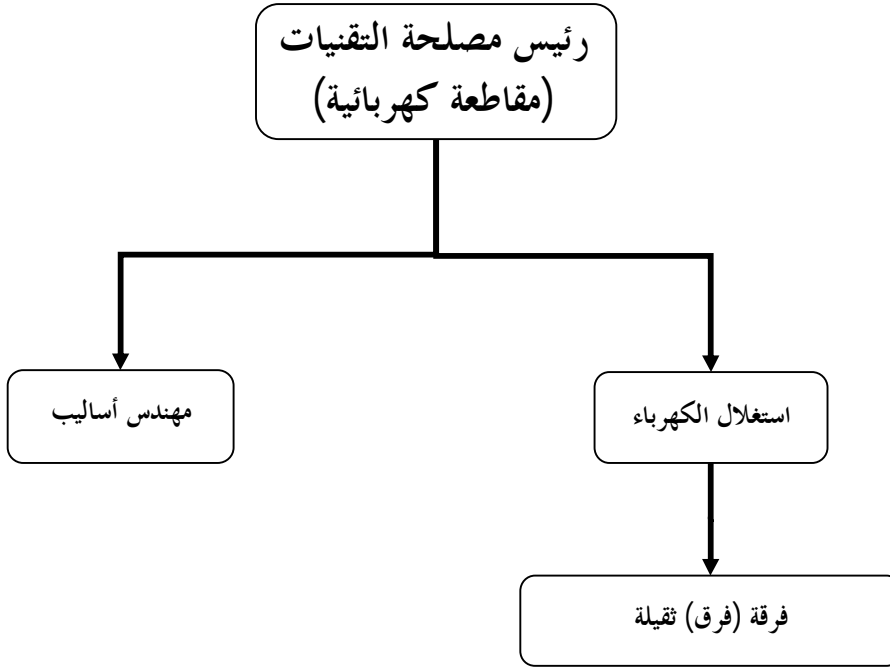 رئيس مصلحة التقنيات
(مقاطعة كهربائية)
استغلال الكهرباء
مهندس أساليب
فرقة (فرق) ثقيلة